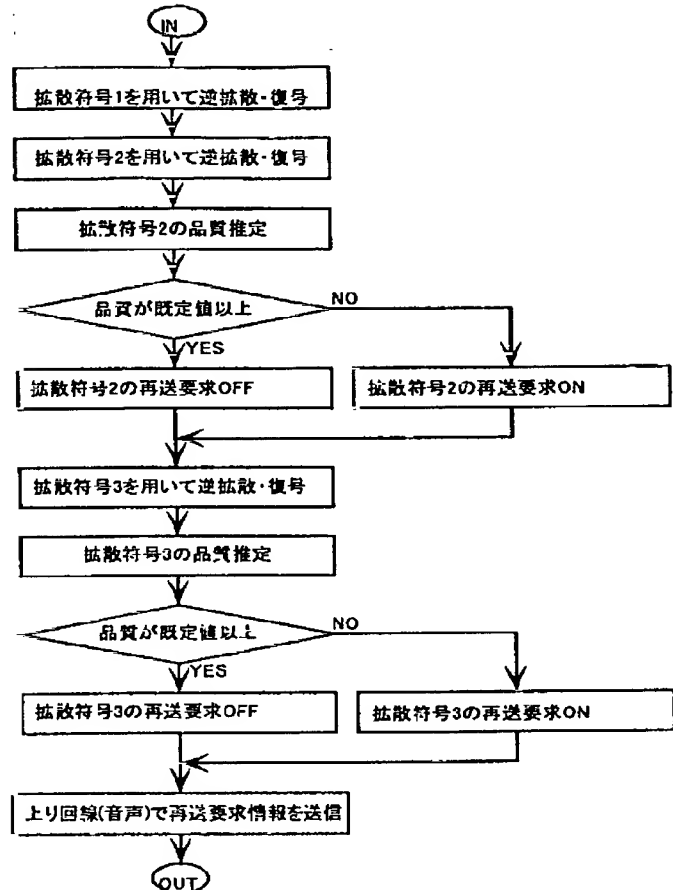 IN
拡散符号1を用いて逆拡散・復号
拡散符号2を用いて逆拡散・復号
拡散符号2の品質推定
品質が既定値以上
NO
YES
拡散符号2の再送要求OFF
拡散符号2の再送要求ON
拡散符号3を用いて逆拡散・復号
拡散符号3の品質推定
品質が既定値以上
NO
YES
拡散符号3の再送要求OFF
拡散符号3の再送要求ON
上り回線(音声)で再送要求情報を送信
OUT